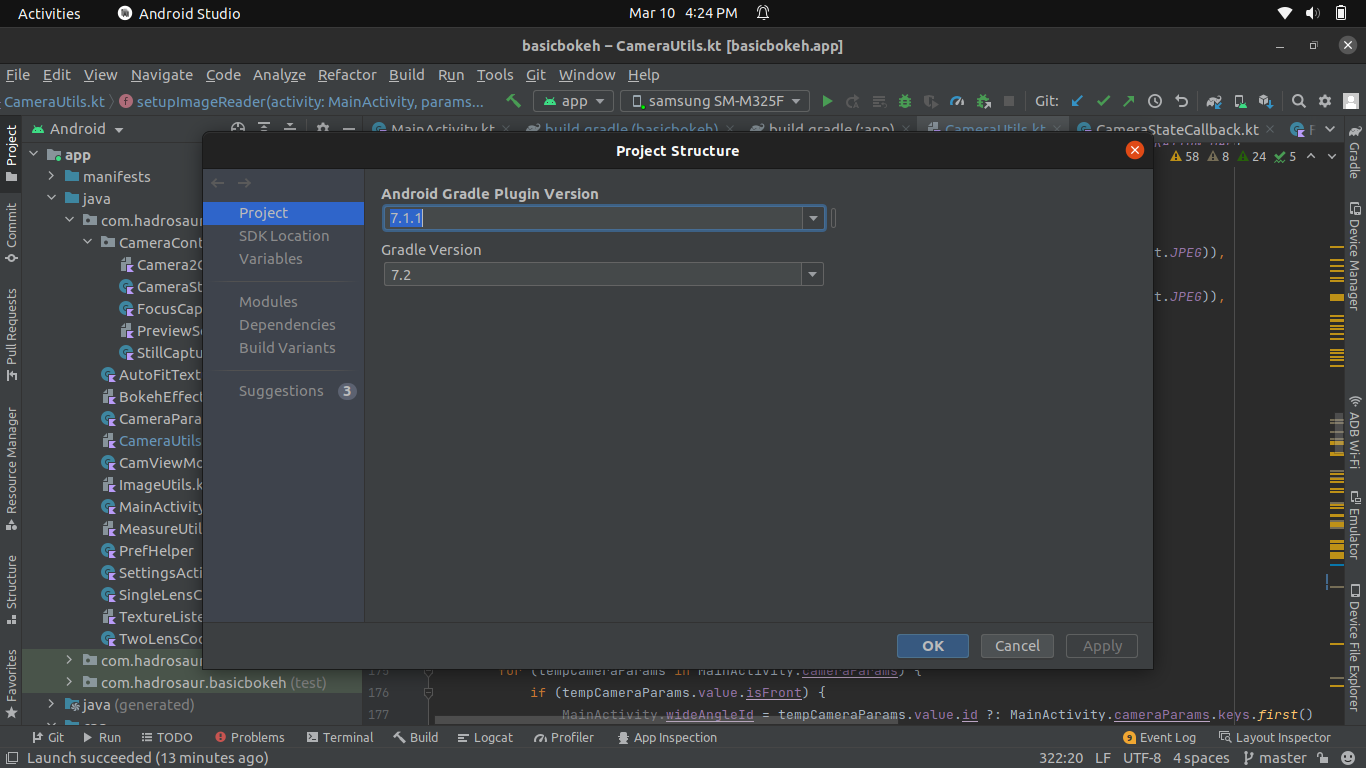 Activities Android Studio Mar 10 4:24 PM
basicbokeh – CameraUtils.kt [basicbokeh.app]
File Edit View Navigate Code Analyze Refactor Build Run Tools Git Window Help
CameraUtils.kt setupImageReader(activity: MainActivity, params... app samsung SM-M325F Git:
Project
Commit
Pull Requests
Resource Manager
Structure
Favorites
Android
MainActivity.kt build.gradle (basicbokeh) build.gradle (:app) CameraUtils.kt CameraStateCallback.kt F
58 8 24 5
app
manifests
java
com.hadrosaur
CameraCont
Camera2C
CameraSt
FocusCap
PreviewSe
StillCaptu
AutoFitText
BokehEffect
CameraPara
CameraUtils
CamViewMo
ImageUtils.k
MainActivity
MeasureUtil
PrefHelper
SettingsActi
SingleLensC
TextureListe
TwoLensCoo
com.hadrosaur
com.hadrosaur.basicbokeh (test)
java (generated)
Project Structure
Project
SDK Location
Variables
Modules
Dependencies
Build Variants
Suggestions 3
Android Gradle Plugin Version
7.1.1
Gradle Version
7.2
OK Cancel Apply
t.JPEG)),
t.JPEG)),
175 for (tempCameraParams in MainActivity.cameraParams) {
176 if (tempCameraParams.value.isFront) {
177 MainActivity.wideAngleId = tempCameraParams.value.id ?: MainActivity.cameraParams.keys.first()
Gradle
Device Manager
ADB Wi-Fi
Emulator
Device File Explorer
Git Run TODO Problems Terminal Build Logcat Profiler App Inspection 9 Event Log Layout Inspector
Launch succeeded (13 minutes ago) 322:20 LF UTF-8 4 spaces master